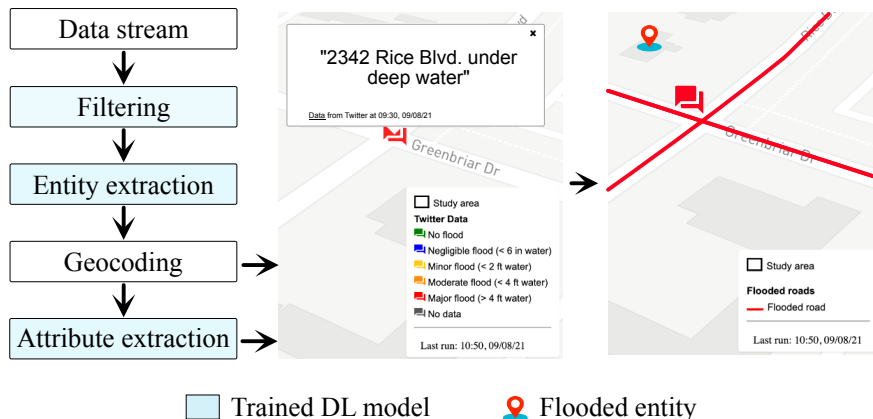 Data stream
Filtering
Entity extraction
Geocoding
Attribute extraction
x
"2342 Rice Blvd. under
deep water"
Data from Twitter at 09:30, 09/08/21
Greenbriar Dr
Study area
Twitter Data
No flood
Negligible flood (< 6 in water)
Minor flood (< 2 ft water)
Moderate flood (< 4 ft water)
Major flood (> 4 ft water)
No data
Last run: 10:50, 09/08/21
Rice
Greenbriar Dr
Study area
Flooded roads
Flooded road
Last run: 10:50, 09/08/21
Trained DL model
Flooded entity